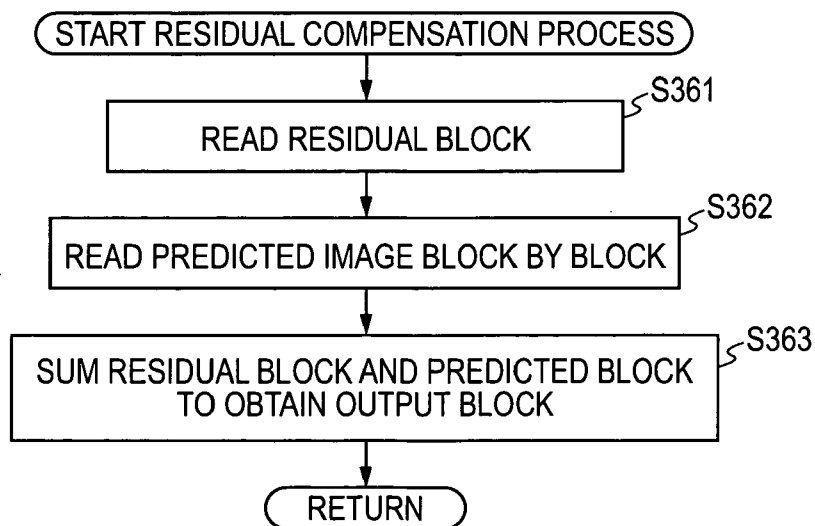 START RESIDUAL COMPENSATION PROCESS
S361
READ RESIDUAL BLOCK
S362
READ PREDICTED IMAGE BLOCK BY BLOCK
S363
SUM RESIDUAL BLOCK AND PREDICTED BLOCK
TO OBTAIN OUTPUT BLOCK
RETURN